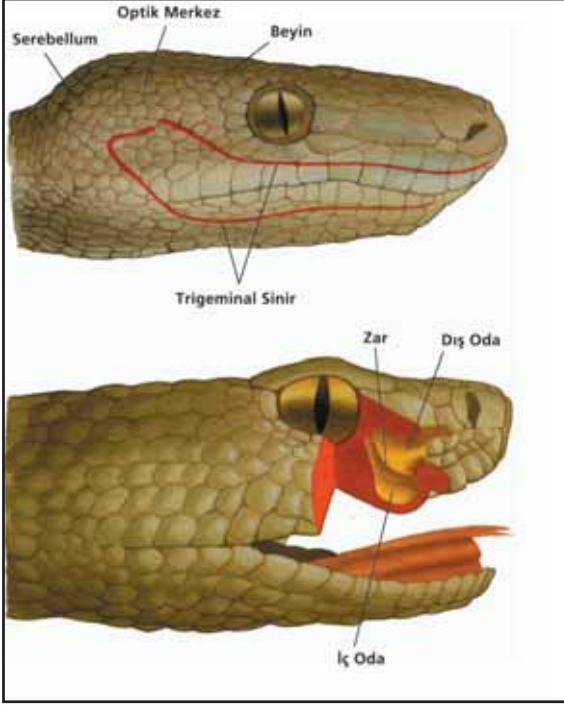 Optik Merkez
Serebellum
Beyin
Trigeminal Sinir
Zar
Dış Oda
İç Oda